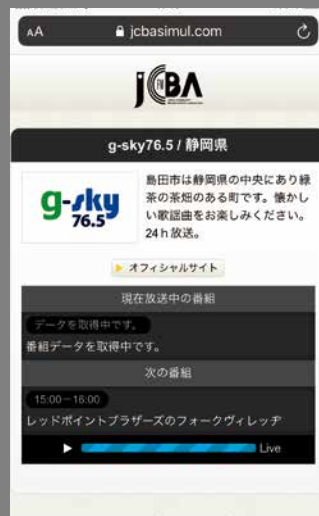 AA
jcbasimul.com
JCBA
g-sky76.5 / 静岡県
g-sky
76.5
島田市は静岡県の中央にあり緑
茶の茶畑のある町です。懐かし
い歌謡曲をお楽しみください。
24h放送。
オフィシャルサイト
現在放送中の番組
データを取得中です。
番組データを取得中です。
次の番組
15:00~16:00
レッドポイントブラザーズのフォークヴィレッヂ
Live